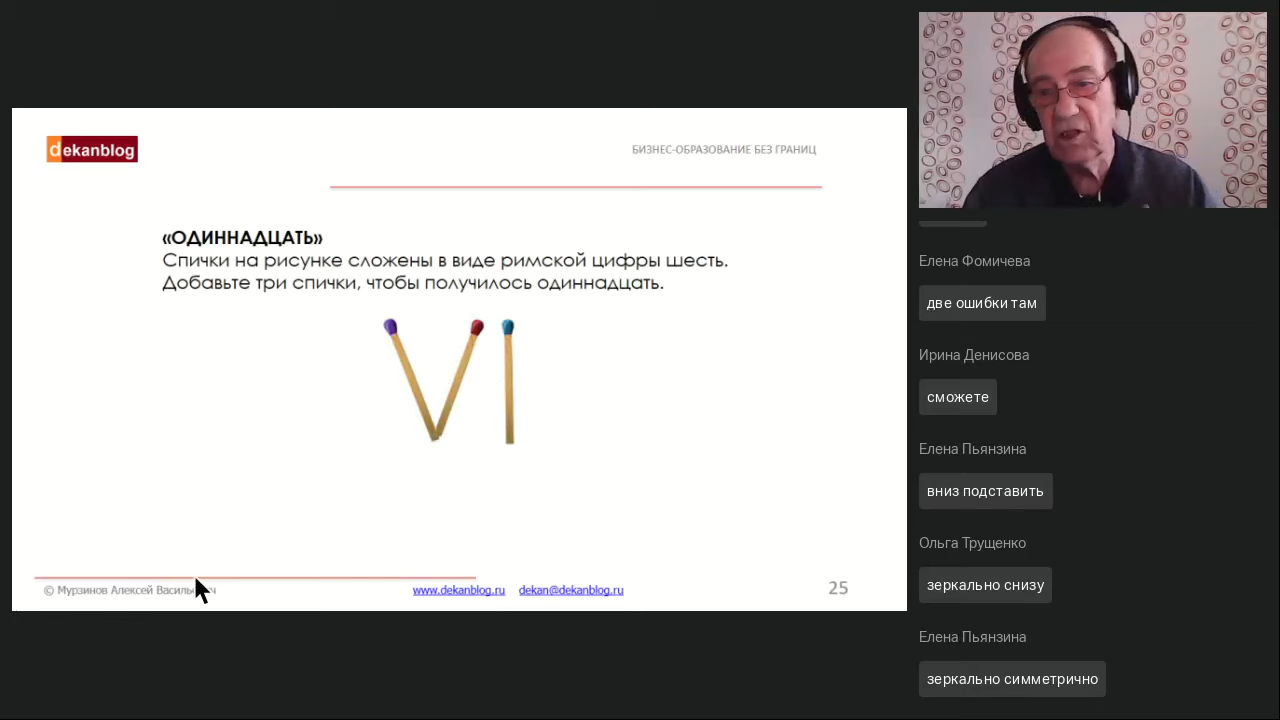 dekanblog
БИЗНЕС-ОБРАЗОВАНИЕ БЕЗ ГРАНИЦ
«ОДИННАДЦАТЬ»
Спички на рисунке сложены в виде римской цифры шесть.
Добавьте три спички, чтобы получилось одиннадцать.
VI
© Мурзинов Алексей Василь
www.dekanblog.ru dekan@dekanblog.ru
25
Елена Фомичева
две ошибки там
Ирина Денисова
сможете
Елена Пьянзина
вниз подставить
Ольга Трущенко
зеркально снизу
Елена Пьянзина
зеркально симметрично